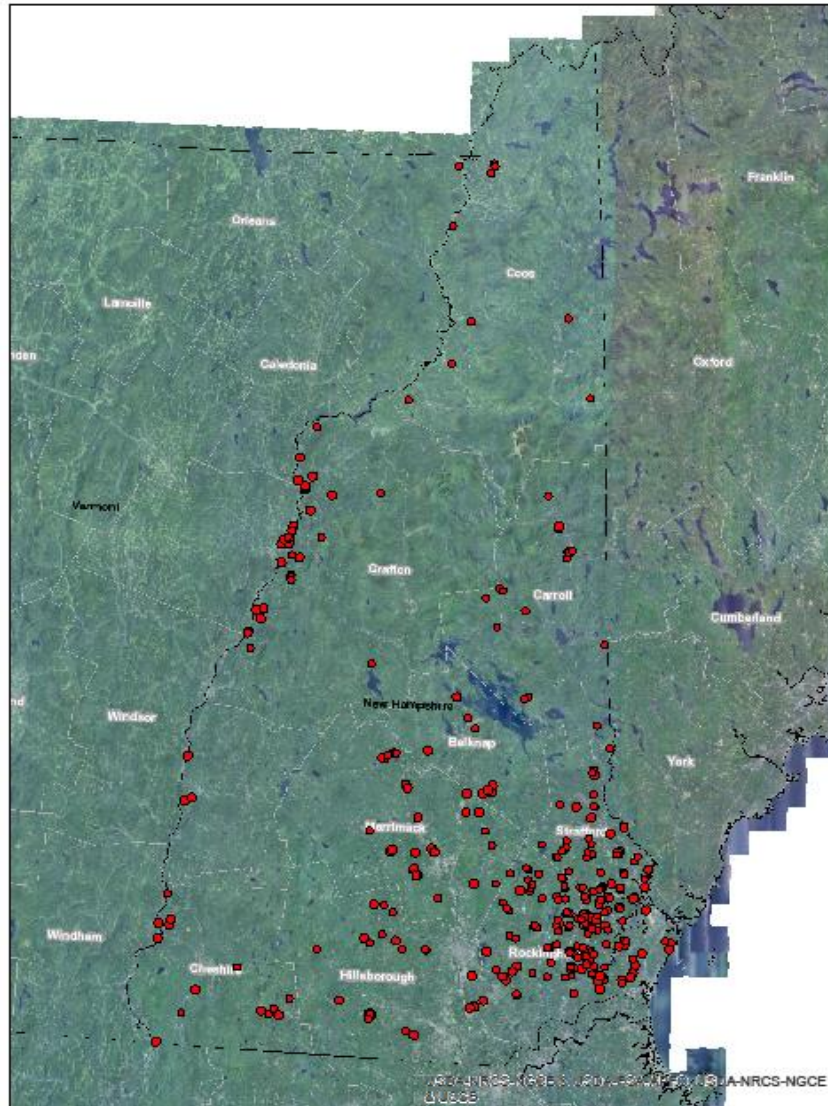 Franklin
Orleans
Coos
Lamoille
Oxford
Caledonia
Vermont
Grafton
Carroll
Cumberland
New Hampshire
Windsor
Belknap
York
Merrimack
Strafford
Windham
Cheshire
Hillsborough